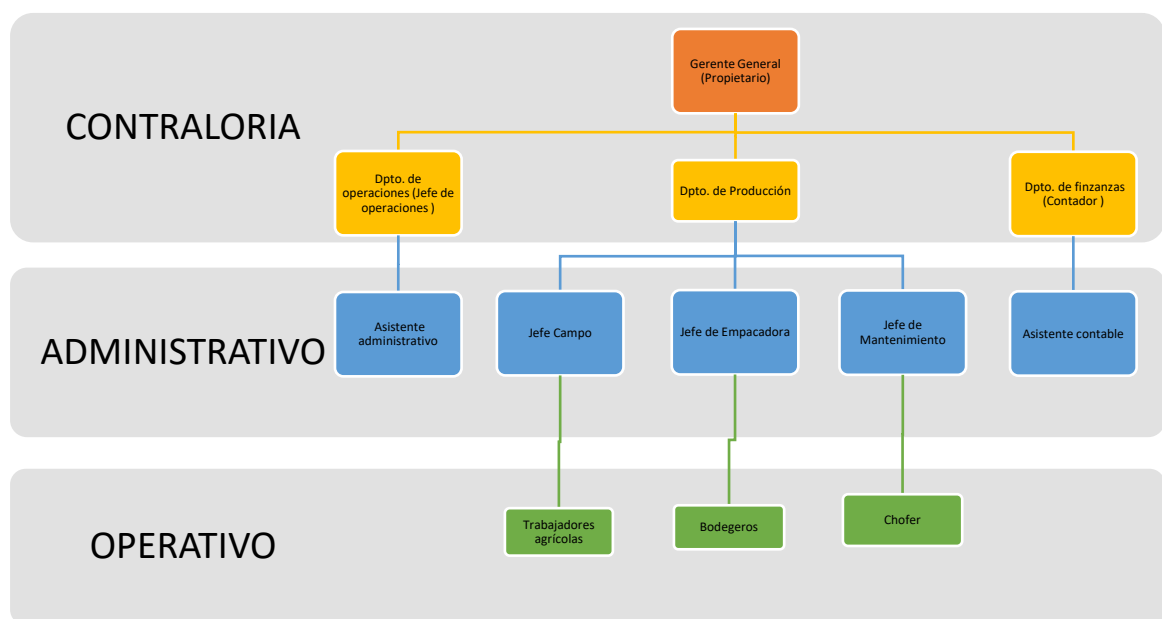 Gerente General
(Propietario)
CONTRALORIA
Dpto. de
operaciones (Jefe de
operaciones )
Dpto. de Producción
Dpto. de finzanzas
(Contador )
ADMINISTRATIVO
Asistente
administrativo
Jefe Campo
Jefe de Empacadora
Jefe de
Mantenimiento
Asistente contable
OPERATIVO
Trabajadores
agrícolas
Bodegeros
Chofer